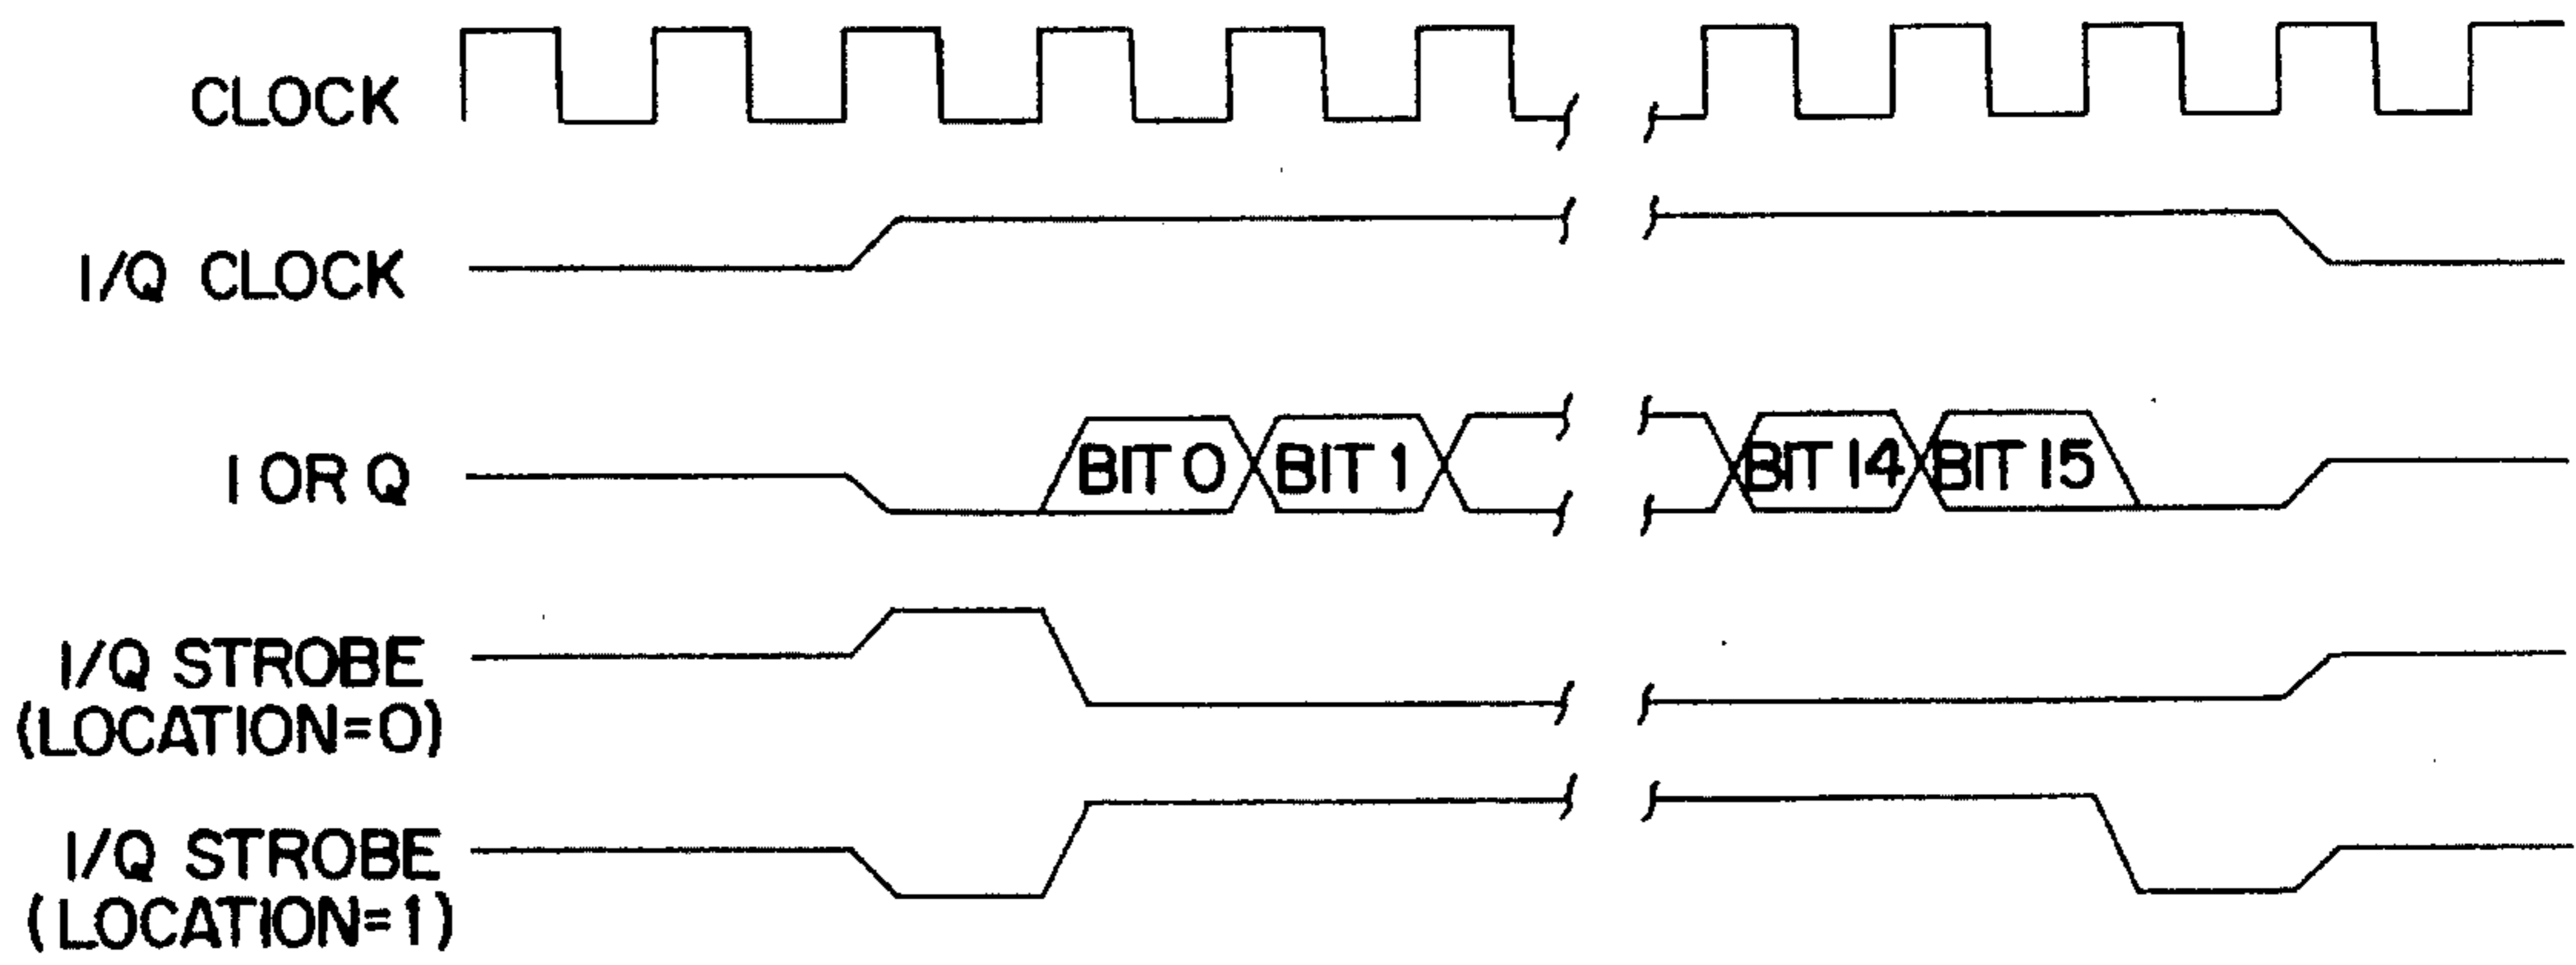 CLOCK
I/Q CLOCK
I OR Q
BIT 0 BIT 1 BIT 14 BIT 15
I/Q STROBE
(LOCATION=0)
I/Q STROBE
(LOCATION=1)